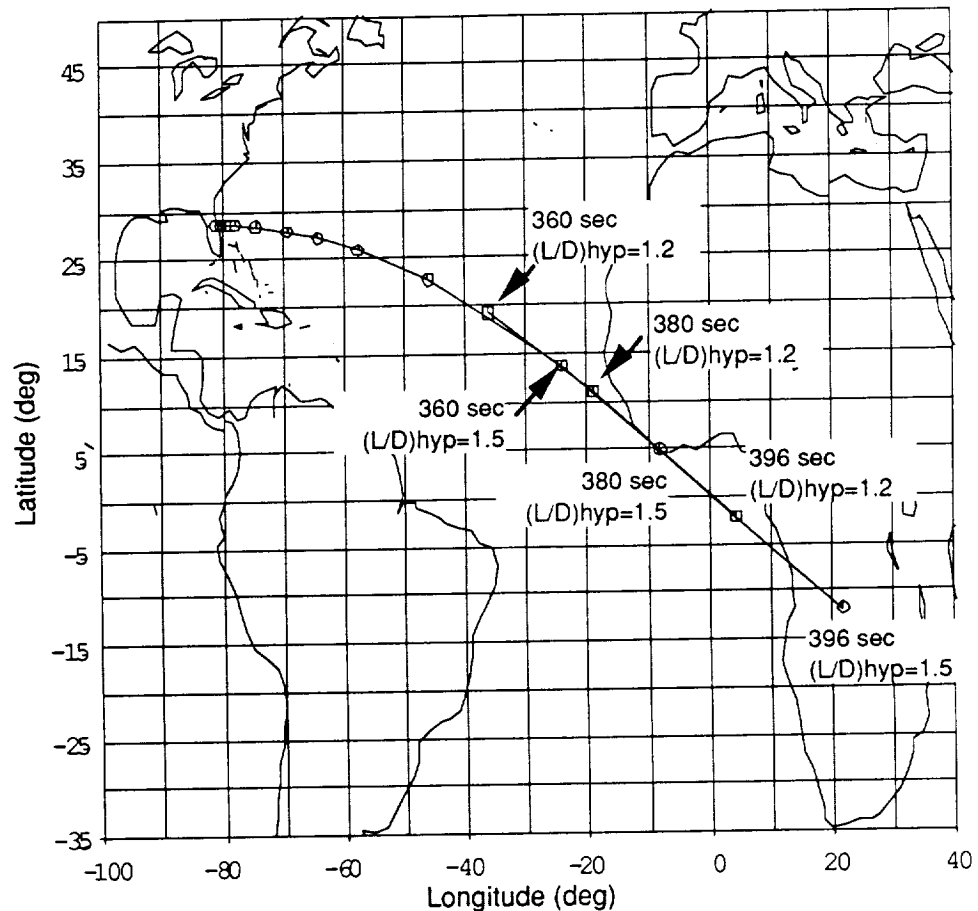 45
35
25
15
5
-5
-15
-25
-35
Latitude (deg)
360 sec
(L/D)hyp=1.2
380 sec
(L/D)hyp=1.2
360 sec
(L/D)hyp=1.5
380 sec
(L/D)hyp=1.5
396 sec
(L/D)hyp=1.2
396 sec
(L/D)hyp=1.5
-100 -80 -60 -40 -20 0 20 40
Longitude (deg)